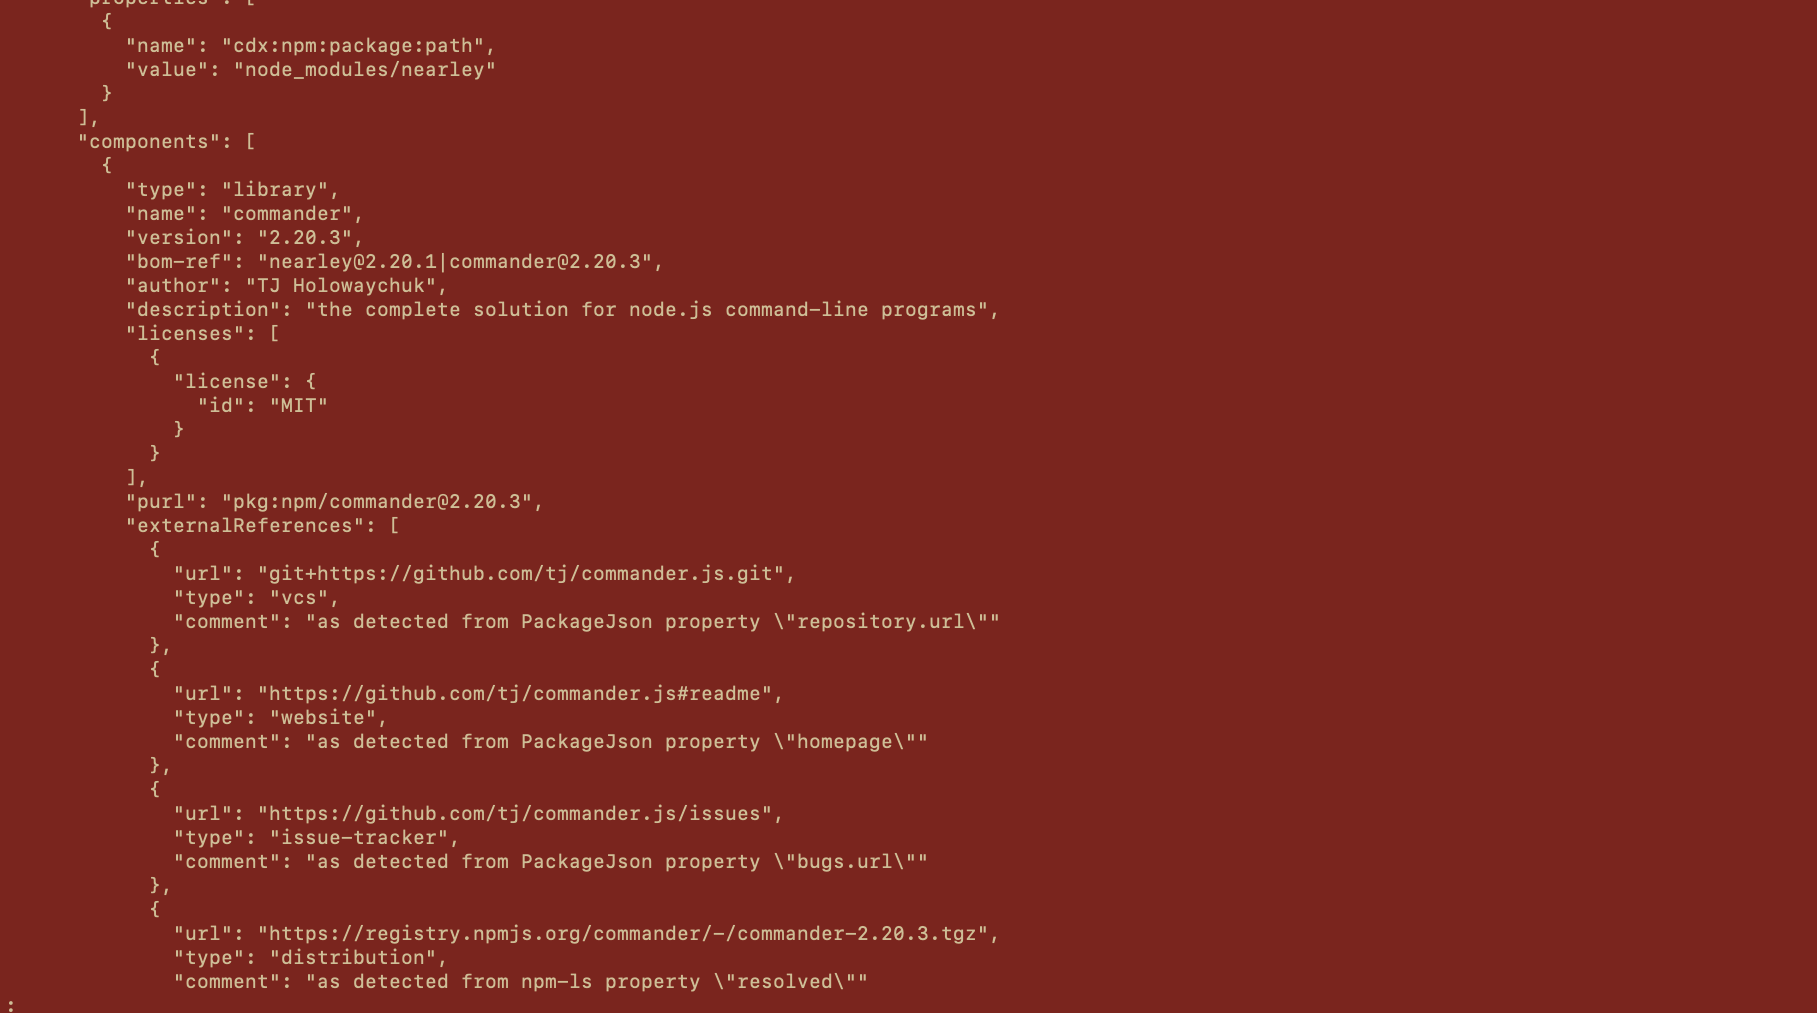 "properties": [
      {
        "name": "cdx:npm:package:path",
        "value": "node_modules/nearley"
      }
    ],
    "components": [
      {
        "type": "library",
        "name": "commander",
        "version": "2.20.3",
        "bom-ref": "nearley@2.20.1|commander@2.20.3",
        "author": "TJ Holowaychuk",
        "description": "the complete solution for node.js command-line programs",
        "licenses": [
          {
            "license": {
              "id": "MIT"
            }
          }
        ],
        "purl": "pkg:npm/commander@2.20.3",
        "externalReferences": [
          {
            "url": "git+https://github.com/tj/commander.js.git",
            "type": "vcs",
            "comment": "as detected from PackageJson property \"repository.url\""
          },
          {
            "url": "https://github.com/tj/commander.js#readme",
            "type": "website",
            "comment": "as detected from PackageJson property \"homepage\""
          },
          {
            "url": "https://github.com/tj/commander.js/issues",
            "type": "issue-tracker",
            "comment": "as detected from PackageJson property \"bugs.url\""
          },
          {
            "url": "https://registry.npmjs.org/commander/-/commander-2.20.3.tgz",
            "type": "distribution",
            "comment": "as detected from npm-ls property \"resolved\""
: